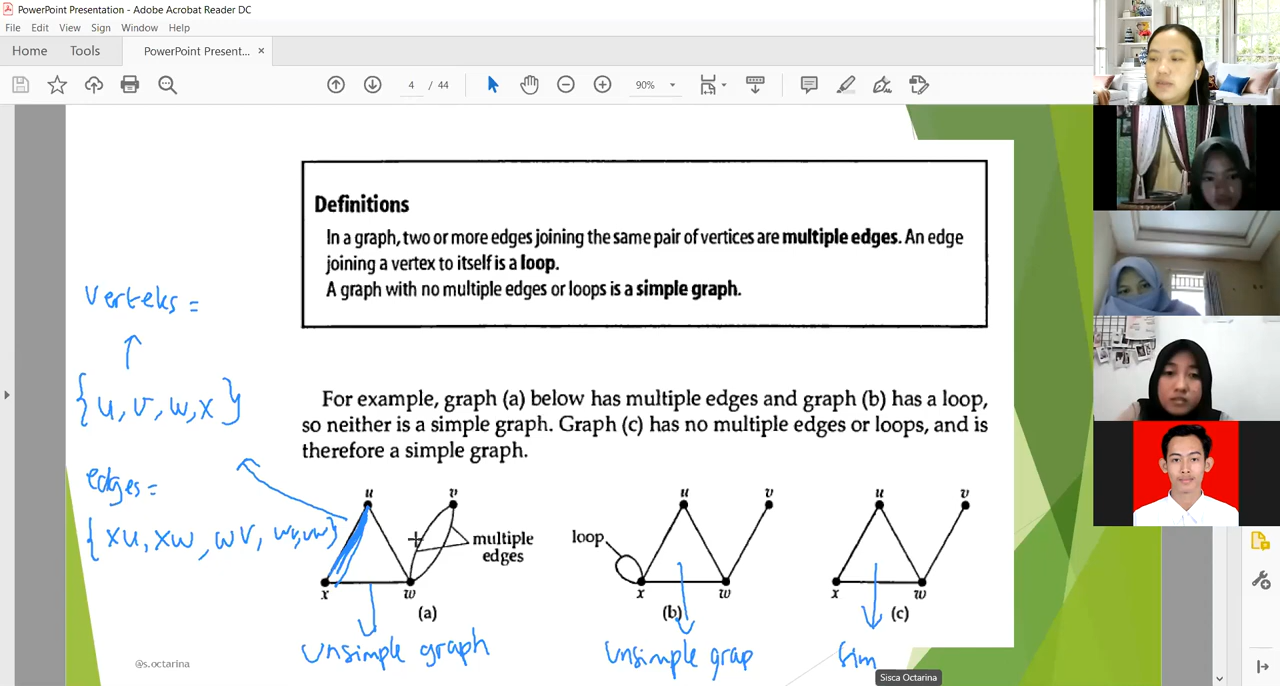 PowerPoint Presentation - Adobe Acrobat Reader DC
File Edit View Sign Window Help
Home Tools PowerPoint Present... ×
4 / 44 90%
Definitions
In a graph, two or more edges joining the same pair of vertices are multiple edges. An edge
joining a vertex to itself is a loop.
A graph with no multiple edges or loops is a simple graph.
Verteks =
{u, v, w, x}
For example, graph (a) below has multiple edges and graph (b) has a loop,
so neither is a simple graph. Graph (c) has no multiple edges or loops, and is
therefore a simple graph.
edges =
{xu, xw, wv, wv, uw}
u v
multiple
edges
x w
(a)
u v
loop
x w
(b)
u v
x w
(c)
Unsimple graph
Unsimple grap
Sim
@s.octarina
Sisca Octarina